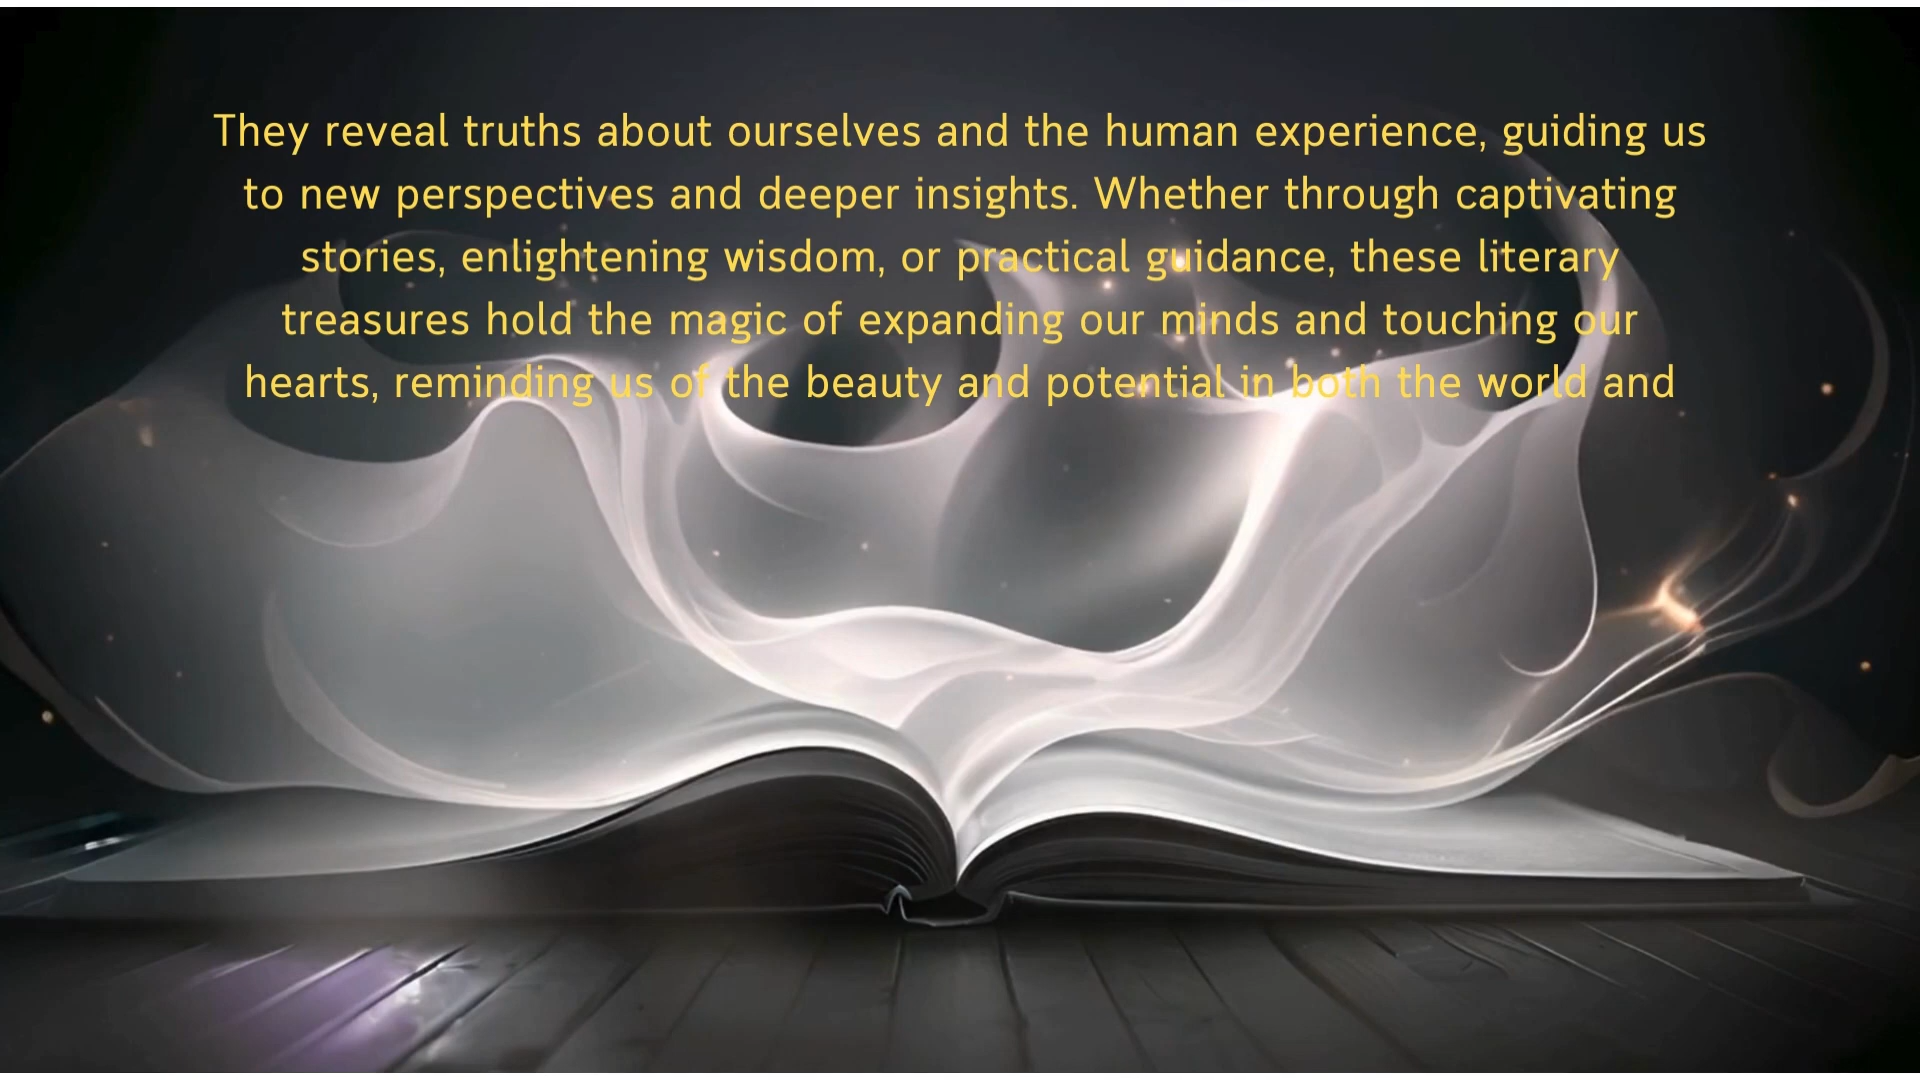 They reveal truths about ourselves and the human experience, guiding us
to new perspectives and deeper insights. Whether through captivating
stories, enlightening wisdom, or practical guidance, these literary
treasures hold the magic of expanding our minds and touching our
hearts, reminding us of the beauty and potential in both the world and